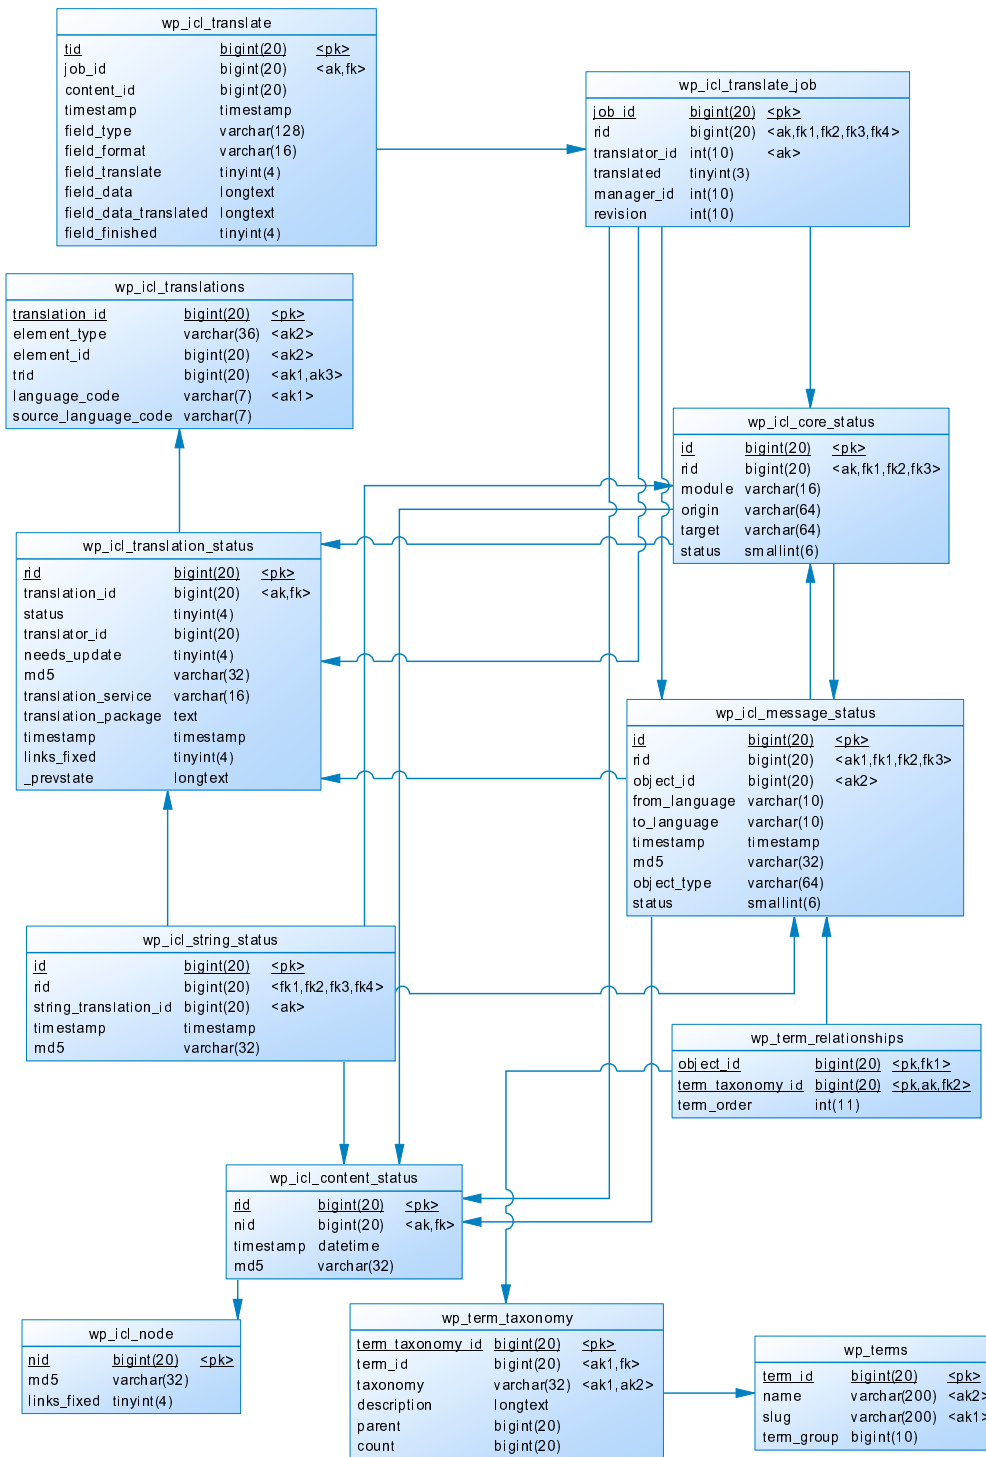 wp_icl_translate
tid bigint(20) <pk>
job_id bigint(20) <ak,fk>
content_id bigint(20)
timestamp timestamp
field_type varchar(128)
field_format varchar(16)
field_translate tinyint(4)
field_data longtext
field_data_translated longtext
field_finished tinyint(4)
wp_icl_translate_job
job_id bigint(20) <pk>
rid bigint(20) <ak,fk1,fk2,fk3,fk4>
translator_id int(10) <ak>
translated tinyint(3)
manager_id int(10)
revision int(10)
wp_icl_translations
translation_id bigint(20) <pk>
element_type varchar(36) <ak2>
element_id bigint(20) <ak2>
trid bigint(20) <ak1,ak3>
language_code varchar(7) <ak1>
source_language_code varchar(7)
wp_icl_core_status
id bigint(20) <pk>
rid bigint(20) <ak,fk1,fk2,fk3>
module varchar(16)
origin varchar(64)
target varchar(64)
status smallint(6)
wp_icl_translation_status
rid bigint(20) <pk>
translation_id bigint(20) <ak,fk>
status tinyint(4)
translator_id bigint(20)
needs_update tinyint(4)
md5 varchar(32)
translation_service varchar(16)
translation_package text
timestamp timestamp
links_fixed tinyint(4)
_prevstate longtext
wp_icl_message_status
id bigint(20) <pk>
rid bigint(20) <ak1,fk1,fk2,fk3>
object_id bigint(20) <ak2>
from_language varchar(10)
to_language varchar(10)
timestamp timestamp
md5 varchar(32)
object_type varchar(64)
status smallint(6)
wp_icl_string_status
id bigint(20) <pk>
rid bigint(20) <fk1,fk2,fk3,fk4>
string_translation_id bigint(20) <ak>
timestamp timestamp
md5 varchar(32)
wp_term_relationships
object_id bigint(20) <pk,fk1>
term_taxonomy_id bigint(20) <pk,ak,fk2>
term_order int(11)
wp_icl_content_status
rid bigint(20) <pk>
nid bigint(20) <ak,fk>
timestamp datetime
md5 varchar(32)
wp_icl_node
nid bigint(20) <pk>
md5 varchar(32)
links_fixed tinyint(4)
wp_term_taxonomy
term_taxonomy_id bigint(20) <pk>
term_id bigint(20) <ak1,fk>
taxonomy varchar(32) <ak1,ak2>
description longtext
parent bigint(20)
count bigint(20)
wp_terms
term_id bigint(20) <pk>
name varchar(200) <ak2>
slug varchar(200) <ak1>
term_group bigint(10)